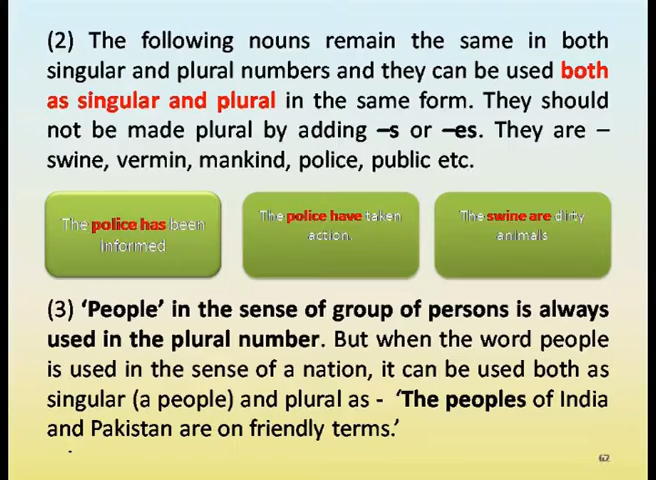 (2) The following nouns remain the same in both
singular and plural numbers and they can be used both
as singular and plural in the same form. They should
not be made plural by adding –s or –es. They are –
swine, vermin, mankind, police, public etc.
The police has been
informed
The police have taken
action.
The swine are dirty
animals
(3) ‘People’ in the sense of group of persons is always
used in the plural number. But when the word people
is used in the sense of a nation, it can be used both as
singular (a people) and plural as - ‘The peoples of India
and Pakistan are on friendly terms.’
62